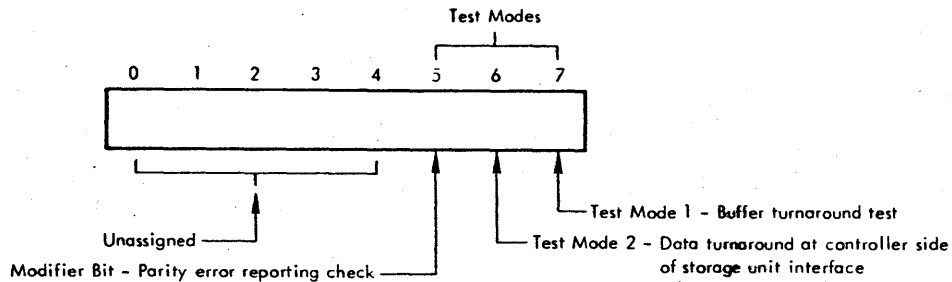 Test Modes
0 1 2 3 4 5 6 7
Test Mode 1 - Buffer turnaround test
Unassigned
Test Mode 2 - Data turnaround at controller side
of storage unit interface
Modifier Bit - Parity error reporting check